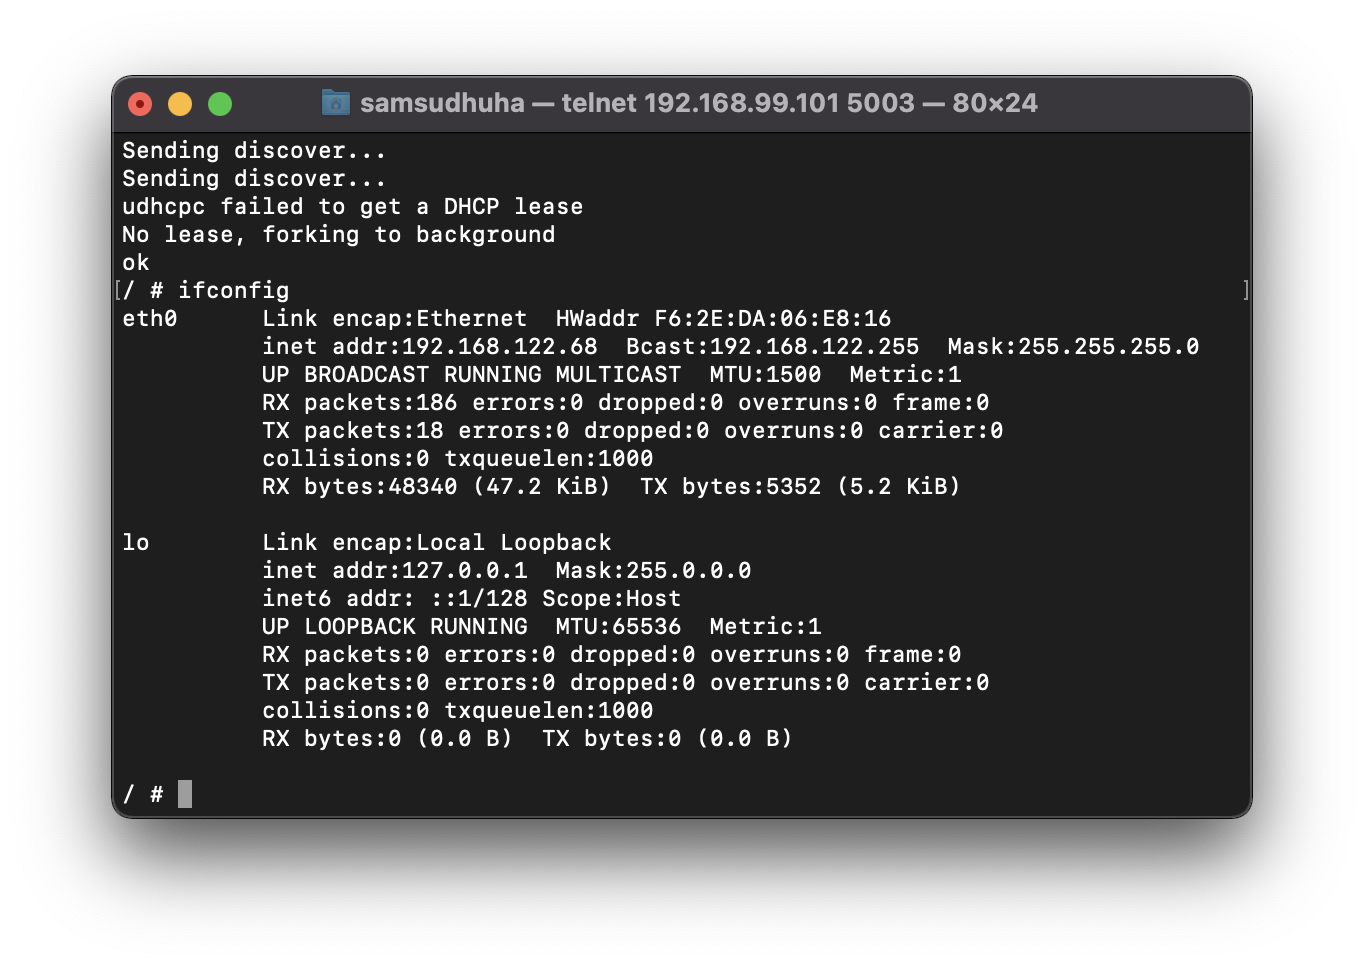 samsudhuha — telnet 192.168.99.101 5003 — 80×24
Sending discover...
Sending discover...
udhcpc failed to get a DHCP lease
No lease, forking to background
ok
[/ # ifconfig ]
eth0      Link encap:Ethernet  HWaddr F6:2E:DA:06:E8:16
          inet addr:192.168.122.68  Bcast:192.168.122.255  Mask:255.255.255.0
          UP BROADCAST RUNNING MULTICAST  MTU:1500  Metric:1
          RX packets:186 errors:0 dropped:0 overruns:0 frame:0
          TX packets:18 errors:0 dropped:0 overruns:0 carrier:0
          collisions:0 txqueuelen:1000
          RX bytes:48340 (47.2 KiB)  TX bytes:5352 (5.2 KiB)
lo        Link encap:Local Loopback
          inet addr:127.0.0.1  Mask:255.0.0.0
          inet6 addr: ::1/128 Scope:Host
          UP LOOPBACK RUNNING  MTU:65536  Metric:1
          RX packets:0 errors:0 dropped:0 overruns:0 frame:0
          TX packets:0 errors:0 dropped:0 overruns:0 carrier:0
          collisions:0 txqueuelen:1000
          RX bytes:0 (0.0 B)  TX bytes:0 (0.0 B)
/ #